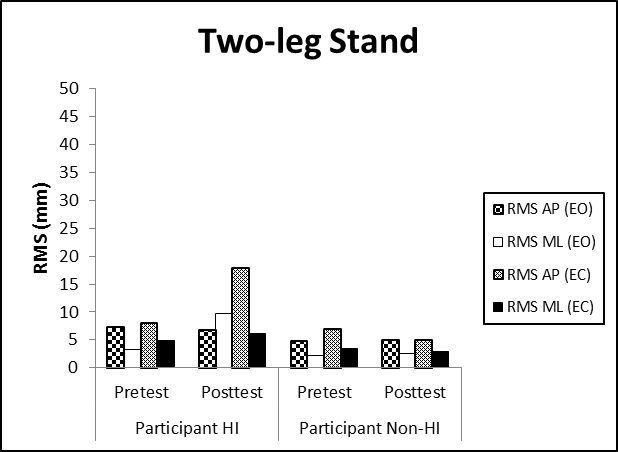 Two-leg Stand
50
45
40
35
30
25
20
15
10
5
0
RMS (mm)
Pretest Posttest Pretest Posttest
Participant HI Participant Non-HI
RMS AP (EO)
RMS ML (EO)
RMS AP (EC)
RMS ML (EC)